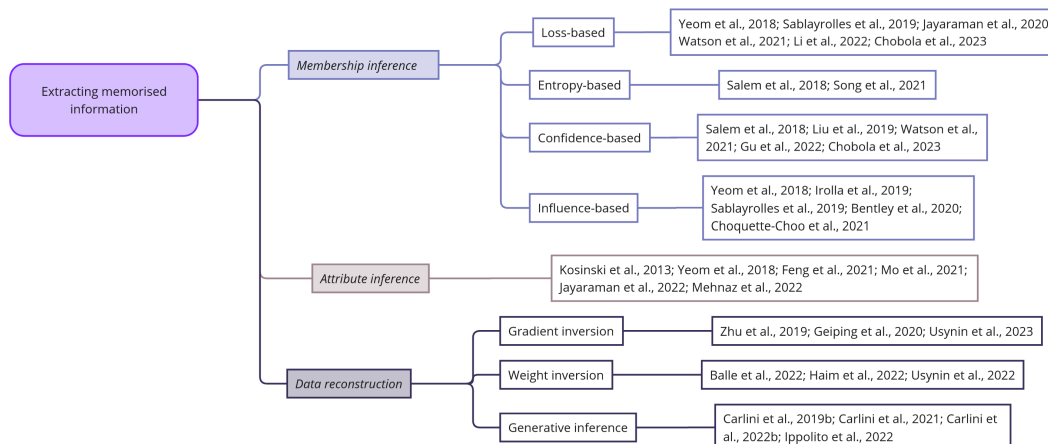 Extracting memorised
information
Membership inference
Loss-based
Yeom et al., 2018; Sablayrolles et al., 2019; Jayaraman et al., 2020
Watson et al., 2021; Li et al., 2022; Chobola et al., 2023
Entropy-based
Salem et al., 2018; Song et al., 2021
Confidence-based
Salem et al., 2018; Liu et al., 2019; Watson et al.,
2021; Gu et al., 2022; Chobola et al., 2023
Influence-based
Yeom et al., 2018; Irolla et al., 2019;
Sablayrolles et al., 2019; Bentley et al., 2020;
Choquette-Choo et al., 2021
Attribute inference
Kosinski et al., 2013; Yeom et al., 2018; Feng et al., 2021; Mo et al., 2021;
Jayaraman et al., 2022; Mehnaz et al., 2022
Data reconstruction
Gradient inversion
Zhu et al., 2019; Geiping et al., 2020; Usynin et al., 2023
Weight inversion
Balle et al., 2022; Haim et al., 2022; Usynin et al., 2022
Generative inference
Carlini et al., 2019b; Carlini et al., 2021; Carlini et
al., 2022b; Ippolito et al., 2022